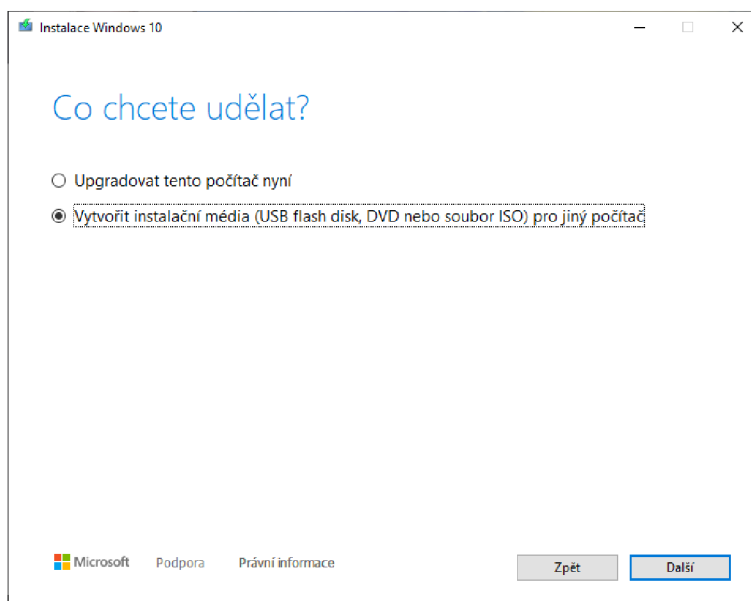 Instalace Windows 10
Co chcete udělat?
Upgradovat tento počítač nyní
Vytvořit instalační média (USB flash disk, DVD nebo soubor ISO) pro jiný počítač
Microsoft Podpora Právní informace Zpět Další